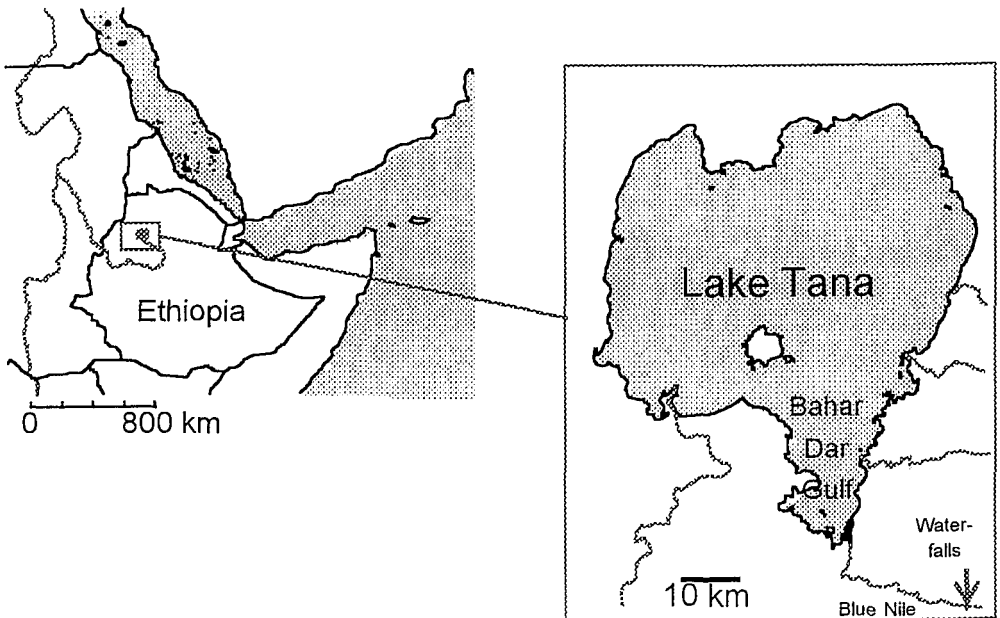 Ethiopia
0 800 km
Lake Tana
Bahar
Dar
Gulf
Water-
falls
10 km
Blue Nile